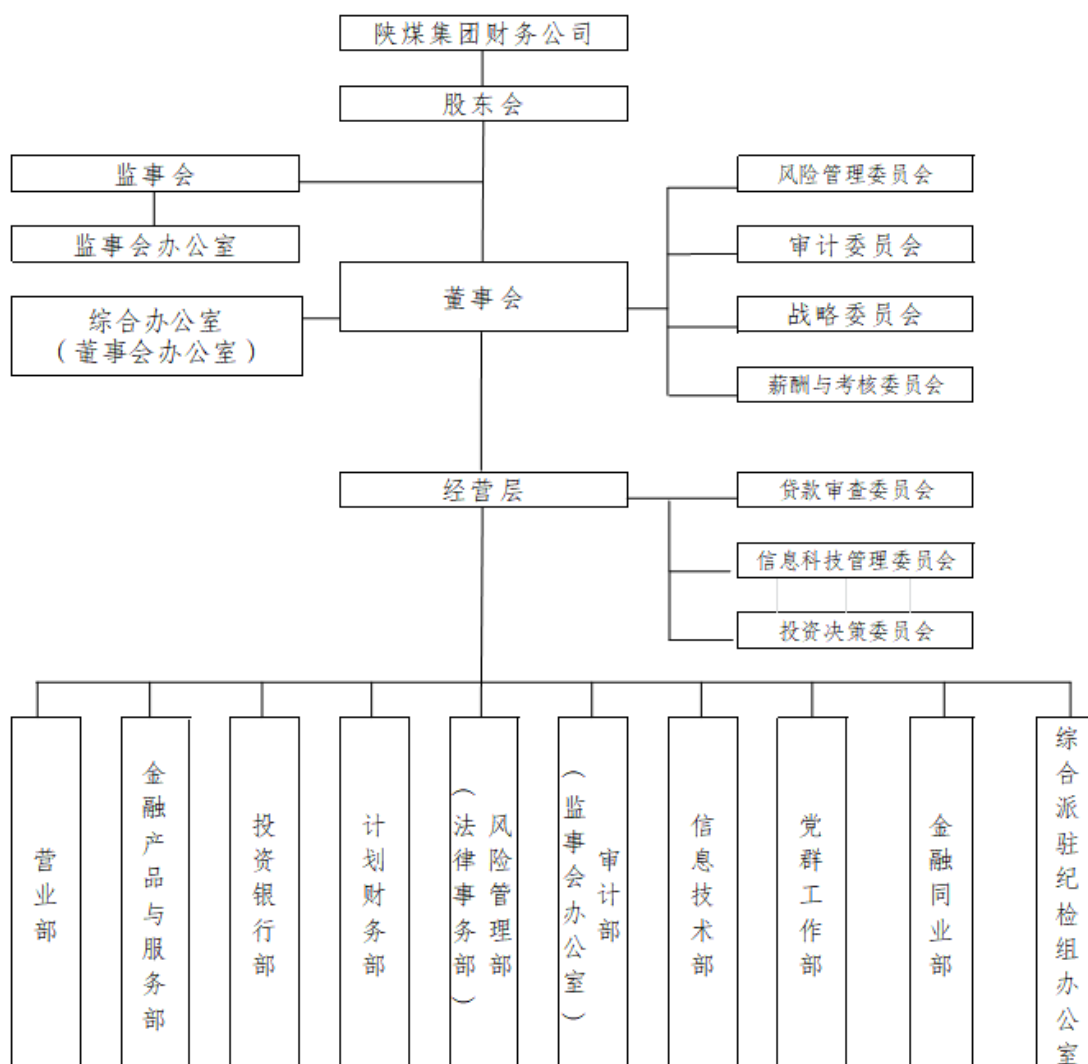 陕煤集团财务公司
股东会
监事会
风险管理委员会
监事会办公室
审计委员会
董事会
综合办公室
（董事会办公室）
战略委员会
薪酬与考核委员会
经营层
贷款审查委员会
信息科技管理委员会
投资决策委员会
营业部
金融产品与服务部
投资银行部
计划财务部
风险管理部
（法律事务部）
审计部
（监事会办公室）
信息技术部
党群工作部
金融同业部
综合派驻纪检组办公室